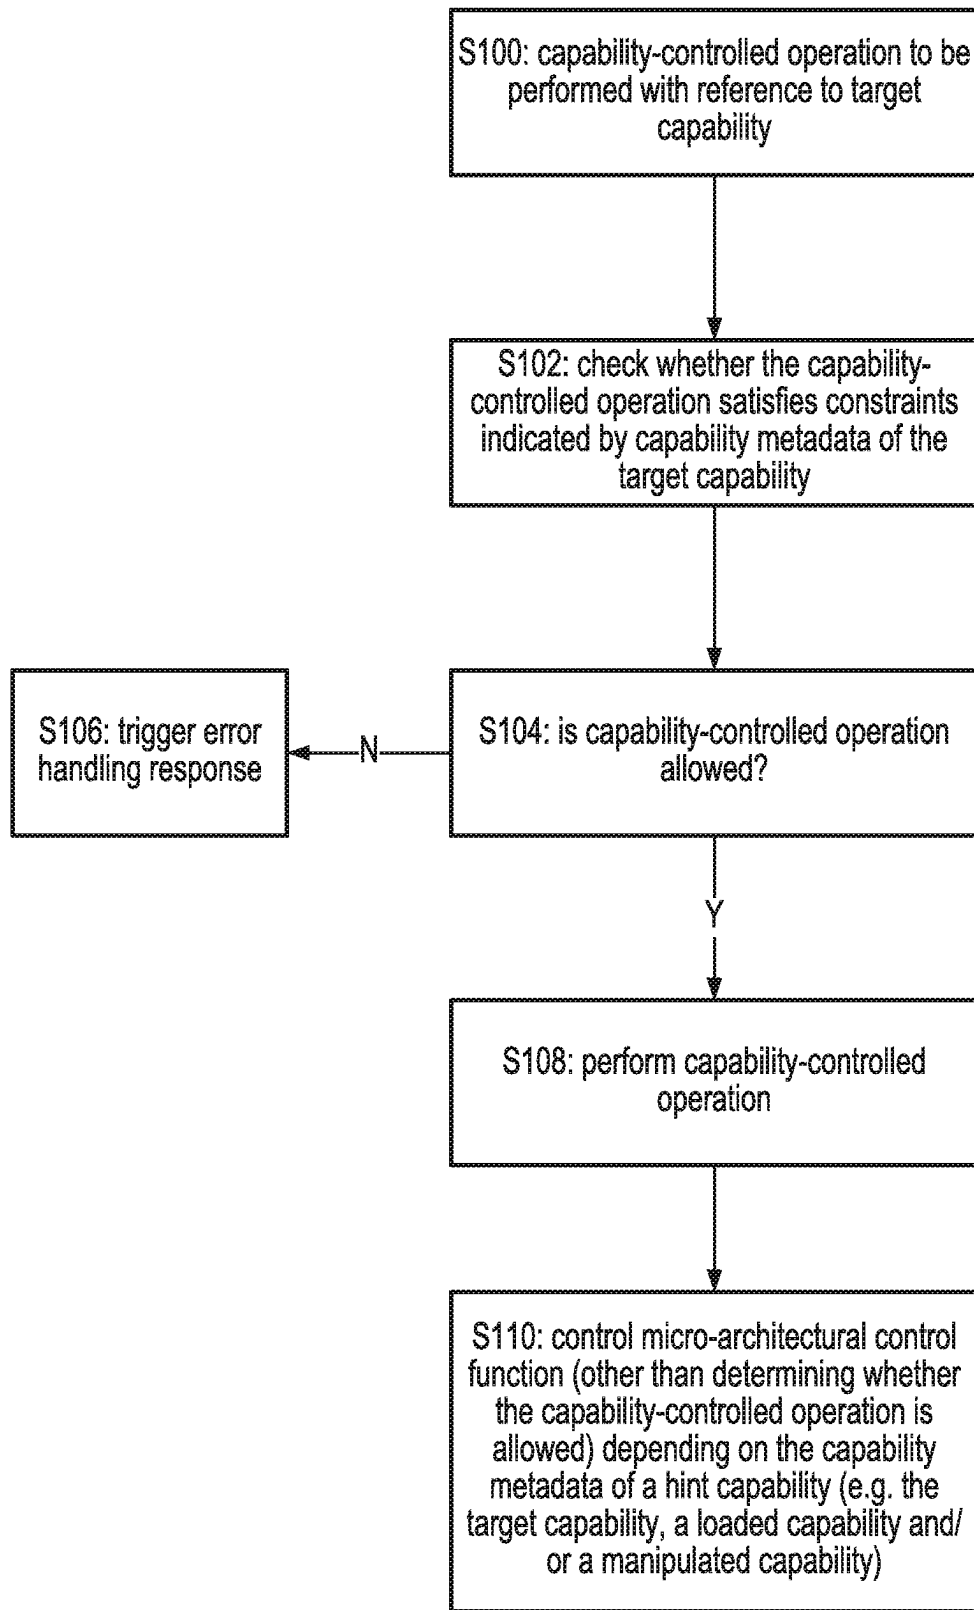 S100: capability-controlled operation to be
performed with reference to target
capability
S102: check whether the capability-
controlled operation satisfies constraints
indicated by capability metadata of the
target capability
S104: is capability-controlled operation
allowed?
N
S106: trigger error
handling response
Y
S108: perform capability-controlled
operation
S110: control micro-architectural control
function (other than determining whether
the capability-controlled operation is
allowed) depending on the capability
metadata of a hint capability (e.g. the
target capability, a loaded capability and/
or a manipulated capability)